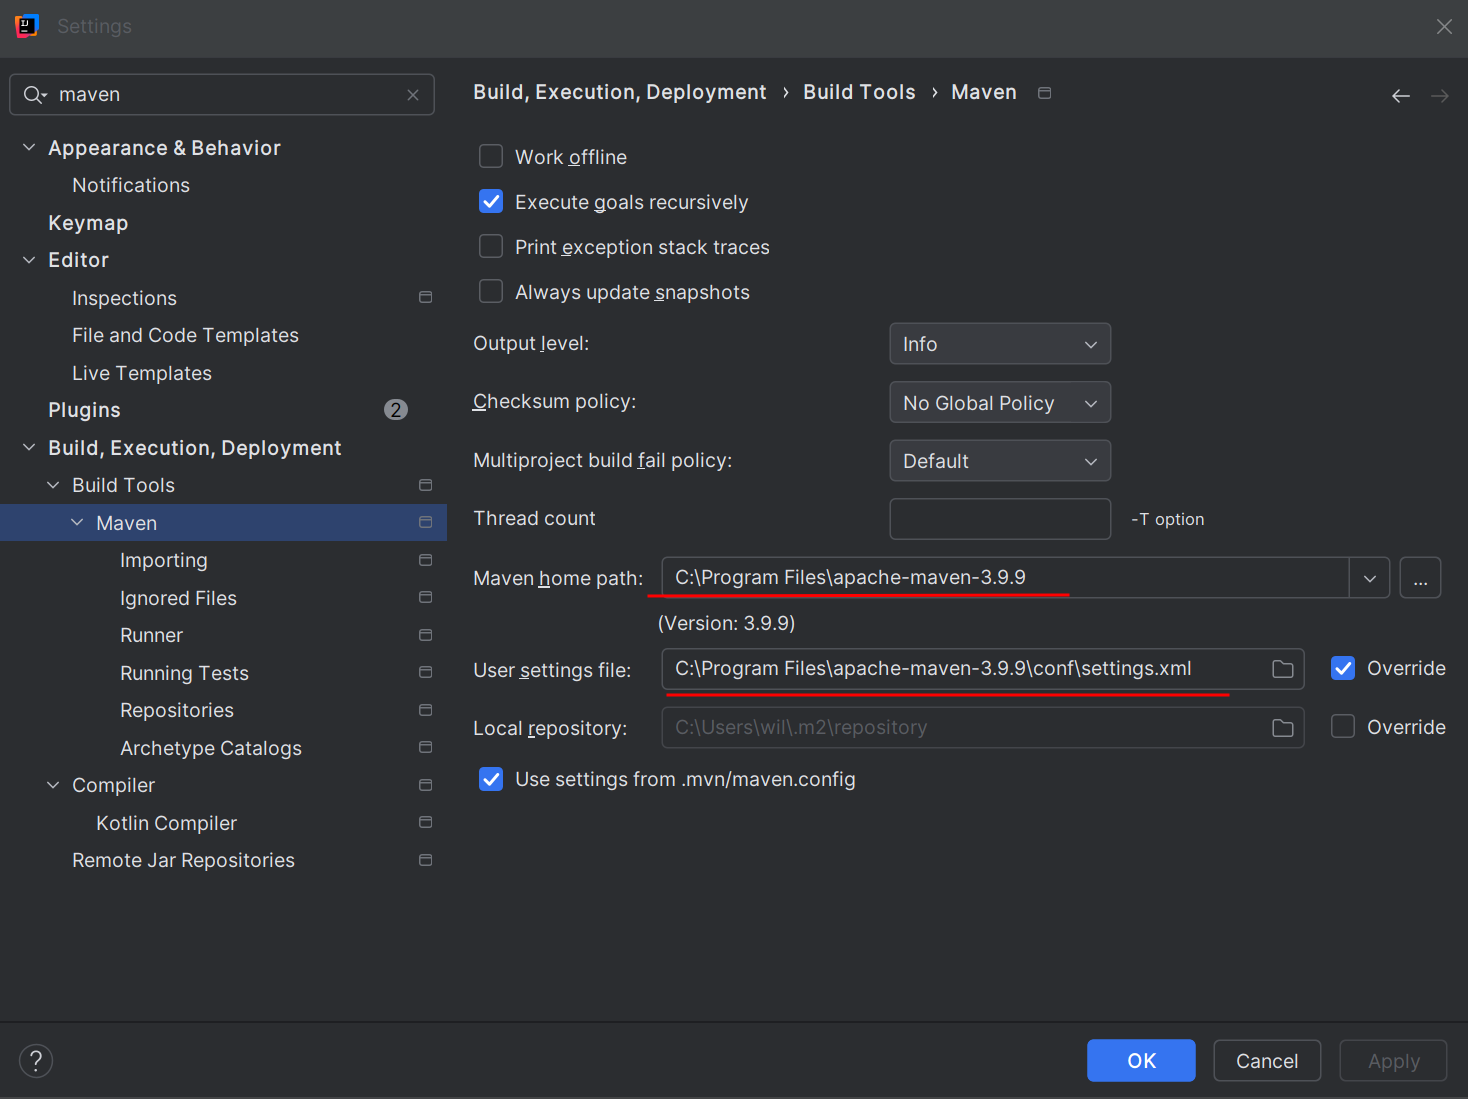 Settings
maven
Appearance & Behavior
Notifications
Keymap
Editor
Inspections
File and Code Templates
Live Templates
Plugins 2
Build, Execution, Deployment
Build Tools
Maven
Importing
Ignored Files
Runner
Running Tests
Repositories
Archetype Catalogs
Compiler
Kotlin Compiler
Remote Jar Repositories
Build, Execution, Deployment › Build Tools › Maven
Work offline
Execute goals recursively
Print exception stack traces
Always update snapshots
Output level: Info
Checksum policy: No Global Policy
Multiproject build fail policy: Default
Thread count -T option
Maven home path: C:\Program Files\apache-maven-3.9.9 ...
(Version: 3.9.9)
User settings file: C:\Program Files\apache-maven-3.9.9\conf\settings.xml Override
Local repository: C:\Users\wil\.m2\repository Override
Use settings from .mvn/maven.config
? OK Cancel Apply